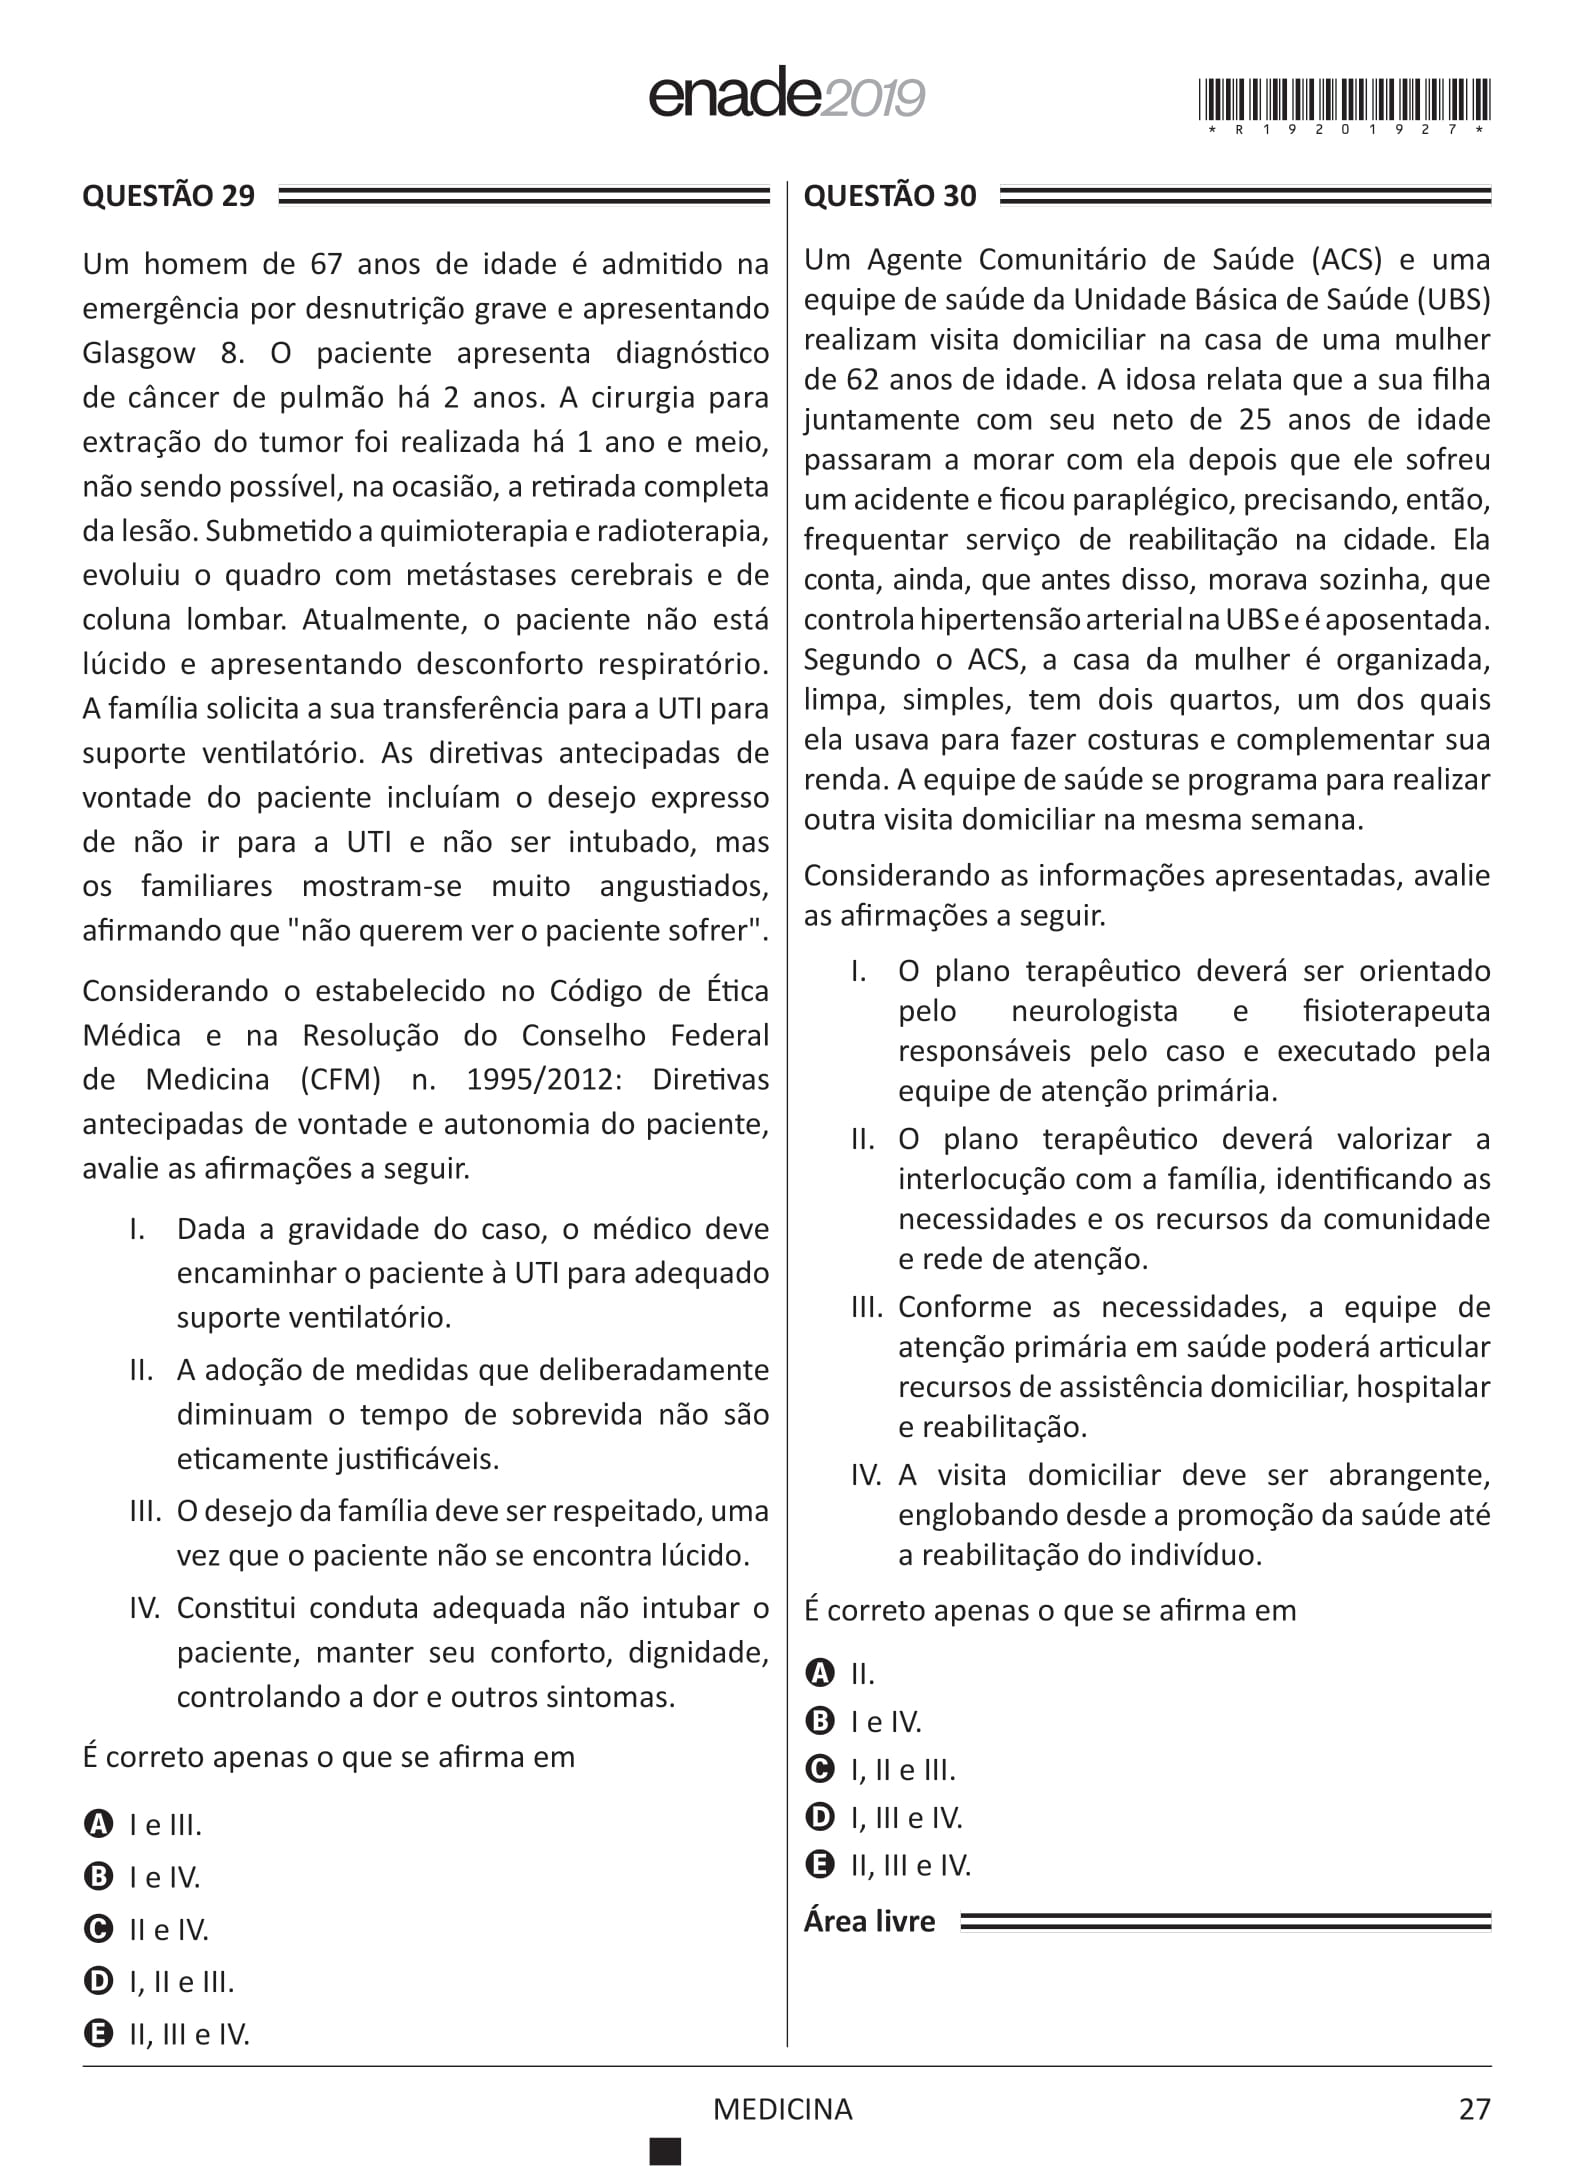 enade2019
*R19201927*
QUESTÃO 29
Um homem de 67 anos de idade é admitido na
emergência por desnutrição grave e apresentando
Glasgow 8. O paciente apresenta diagnóstico
de câncer de pulmão há 2 anos. A cirurgia para
extração do tumor foi realizada há 1 ano e meio,
não sendo possível, na ocasião, a retirada completa
da lesão. Submetido a quimioterapia e radioterapia,
evoluiu o quadro com metástases cerebrais e de
coluna lombar. Atualmente, o paciente não está
lúcido e apresentando desconforto respiratório.
A família solicita a sua transferência para a UTI para
suporte ventilatório. As diretivas antecipadas de
vontade do paciente incluíam o desejo expresso
de não ir para a UTI e não ser intubado, mas
os familiares mostram-se muito angustiados,
afirmando que "não querem ver o paciente sofrer".
Considerando o estabelecido no Código de Ética
Médica e na Resolução do Conselho Federal
de Medicina (CFM) n. 1995/2012: Diretivas
antecipadas de vontade e autonomia do paciente,
avalie as afirmações a seguir.
I. Dada a gravidade do caso, o médico deve
encaminhar o paciente à UTI para adequado
suporte ventilatório.
II. A adoção de medidas que deliberadamente
diminuam o tempo de sobrevida não são
eticamente justificáveis.
III. O desejo da família deve ser respeitado, uma
vez que o paciente não se encontra lúcido.
IV. Constitui conduta adequada não intubar o
paciente, manter seu conforto, dignidade,
controlando a dor e outros sintomas.
É correto apenas o que se afirma em
A I e III.
B I e IV.
C II e IV.
D I, II e III.
E II, III e IV.
QUESTÃO 30
Um Agente Comunitário de Saúde (ACS) e uma
equipe de saúde da Unidade Básica de Saúde (UBS)
realizam visita domiciliar na casa de uma mulher
de 62 anos de idade. A idosa relata que a sua filha
juntamente com seu neto de 25 anos de idade
passaram a morar com ela depois que ele sofreu
um acidente e ficou paraplégico, precisando, então,
frequentar serviço de reabilitação na cidade. Ela
conta, ainda, que antes disso, morava sozinha, que
controla hipertensão arterial na UBS e é aposentada.
Segundo o ACS, a casa da mulher é organizada,
limpa, simples, tem dois quartos, um dos quais
ela usava para fazer costuras e complementar sua
renda. A equipe de saúde se programa para realizar
outra visita domiciliar na mesma semana.
Considerando as informações apresentadas, avalie
as afirmações a seguir.
I. O plano terapêutico deverá ser orientado
pelo neurologista e fisioterapeuta
responsáveis pelo caso e executado pela
equipe de atenção primária.
II. O plano terapêutico deverá valorizar a
interlocução com a família, identificando as
necessidades e os recursos da comunidade
e rede de atenção.
III. Conforme as necessidades, a equipe de
atenção primária em saúde poderá articular
recursos de assistência domiciliar, hospitalar
e reabilitação.
IV. A visita domiciliar deve ser abrangente,
englobando desde a promoção da saúde até
a reabilitação do indivíduo.
É correto apenas o que se afirma em
A II.
B I e IV.
C I, II e III.
D I, III e IV.
E II, III e IV.
Área livre
MEDICINA
27